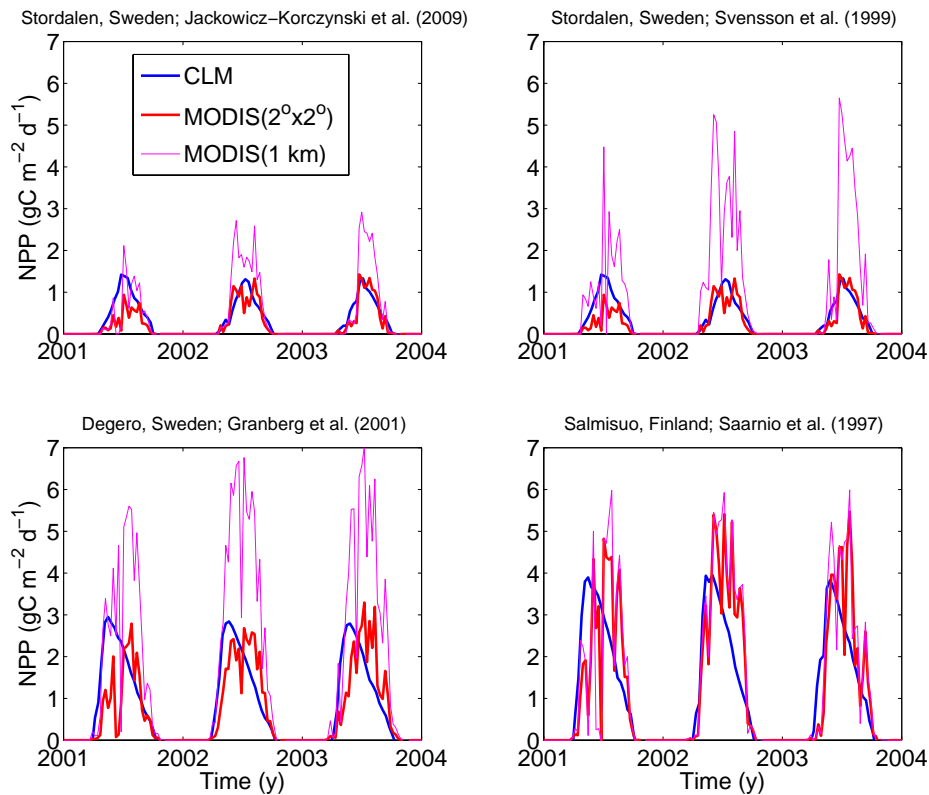 Stordalen, Sweden; Jackowicz−Korczynski et al. (2009)
7
6
5
4
3
2
1
0
NPP (gC m⁻² d⁻¹)
CLM
MODIS(2°x2°)
MODIS(1 km)
2001 2002 2003 2004
Stordalen, Sweden; Svensson et al. (1999)
7
6
5
4
3
2
1
0
2001 2002 2003 2004
Degero, Sweden; Granberg et al. (2001)
7
6
5
4
3
2
1
0
NPP (gC m⁻² d⁻¹)
2001 2002 2003 2004
Time (y)
Salmisuo, Finland; Saarnio et al. (1997)
7
6
5
4
3
2
1
0
2001 2002 2003 2004
Time (y)